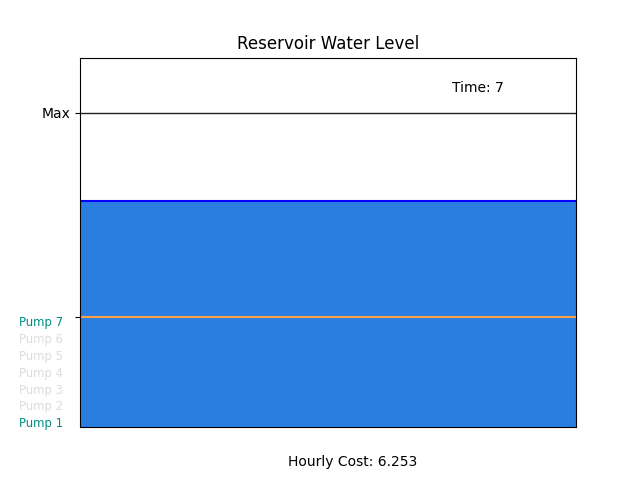 Reservoir Water Level
Time: 7
Max
Pump 7
Pump 6
Pump 5
Pump 4
Pump 3
Pump 2
Pump 1
Hourly Cost: 6.253